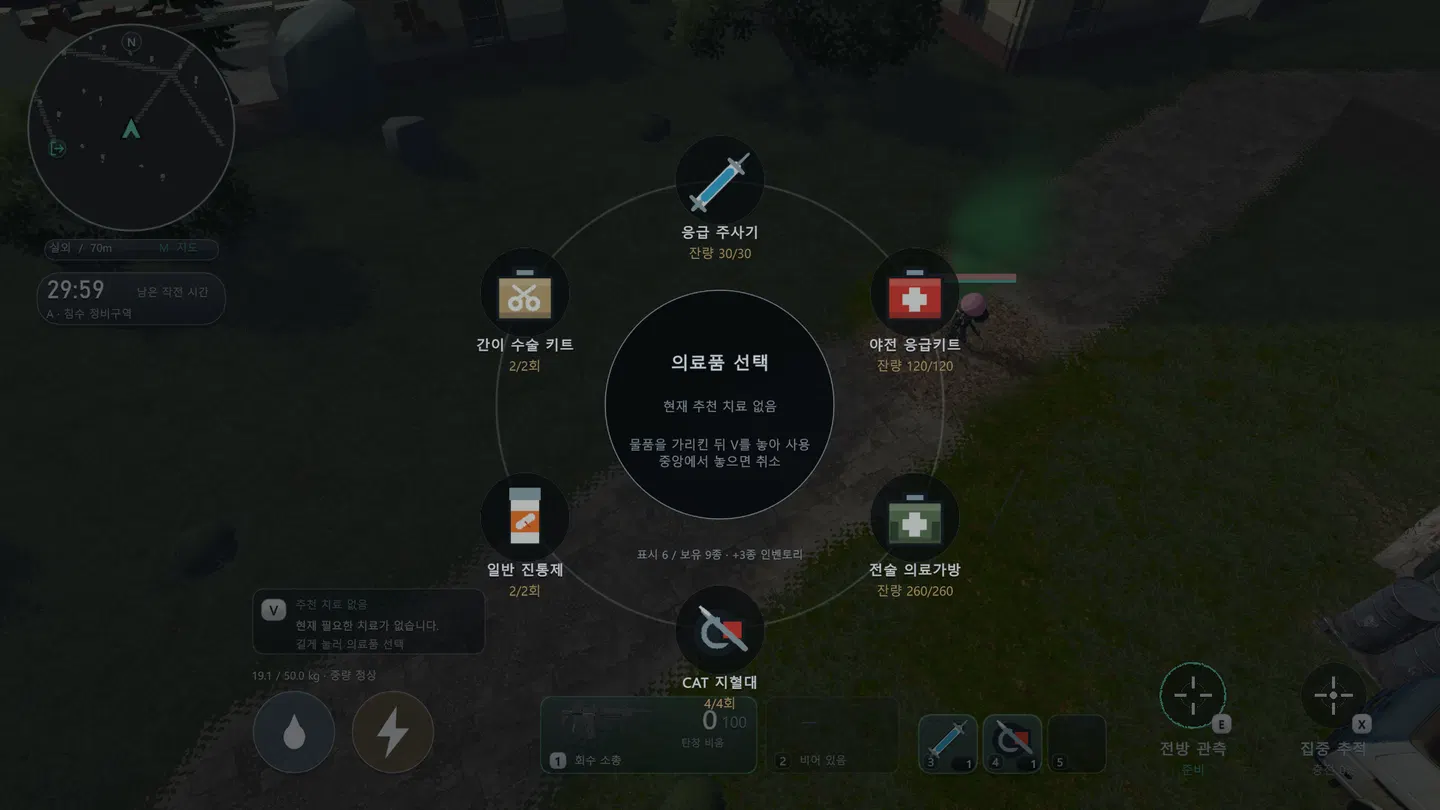 N
실외 / 70m
M 지도
29:59
남은 작전 시간
A · 침수 정비구역
응급 주사기
잔량 30/30
간이 수술 키트
2/2회
야전 응급키트
잔량 120/120
의료품 선택
현재 추천 치료 없음
물품을 가리킨 뒤 V를 놓아 사용
중앙에서 놓으면 취소
일반 진통제
2/2회
전술 의료가방
잔량 260/260
표시 6 / 보유 9종 · +3종 인벤토리
CAT 지혈대
4/4회
V
추천 치료 없음
현재 필요한 치료가 없습니다.
길게 눌러 의료품 선택
19.1 / 50.0 kg · 중량 정상
0 100
탄창 비움
1 회수 소총
2 비어 있음
3 1
4 1
5
E
전방 관측
준비
X
집중 추적